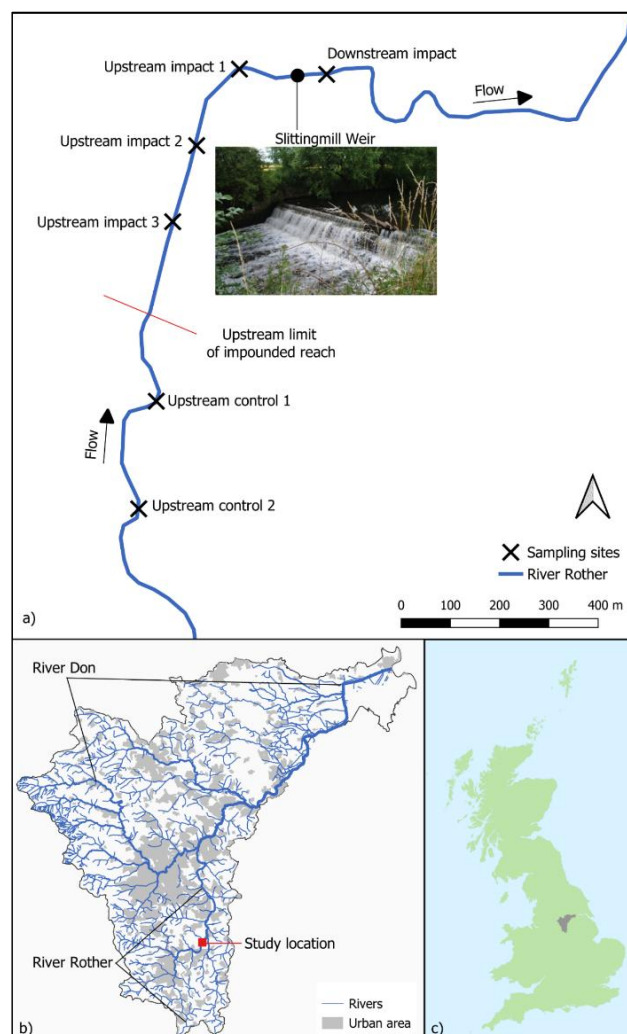 Upstream impact 1
Downstream impact
Flow
Slittingmill Weir
Upstream impact 2
Upstream impact 3
Upstream limit
of impounded reach
Upstream control 1
Flow
Upstream control 2
Sampling sites
River Rother
0 100 200 300 400 m
a)
River Don
Study location
River Rother
Rivers
Urban area
b)
c)